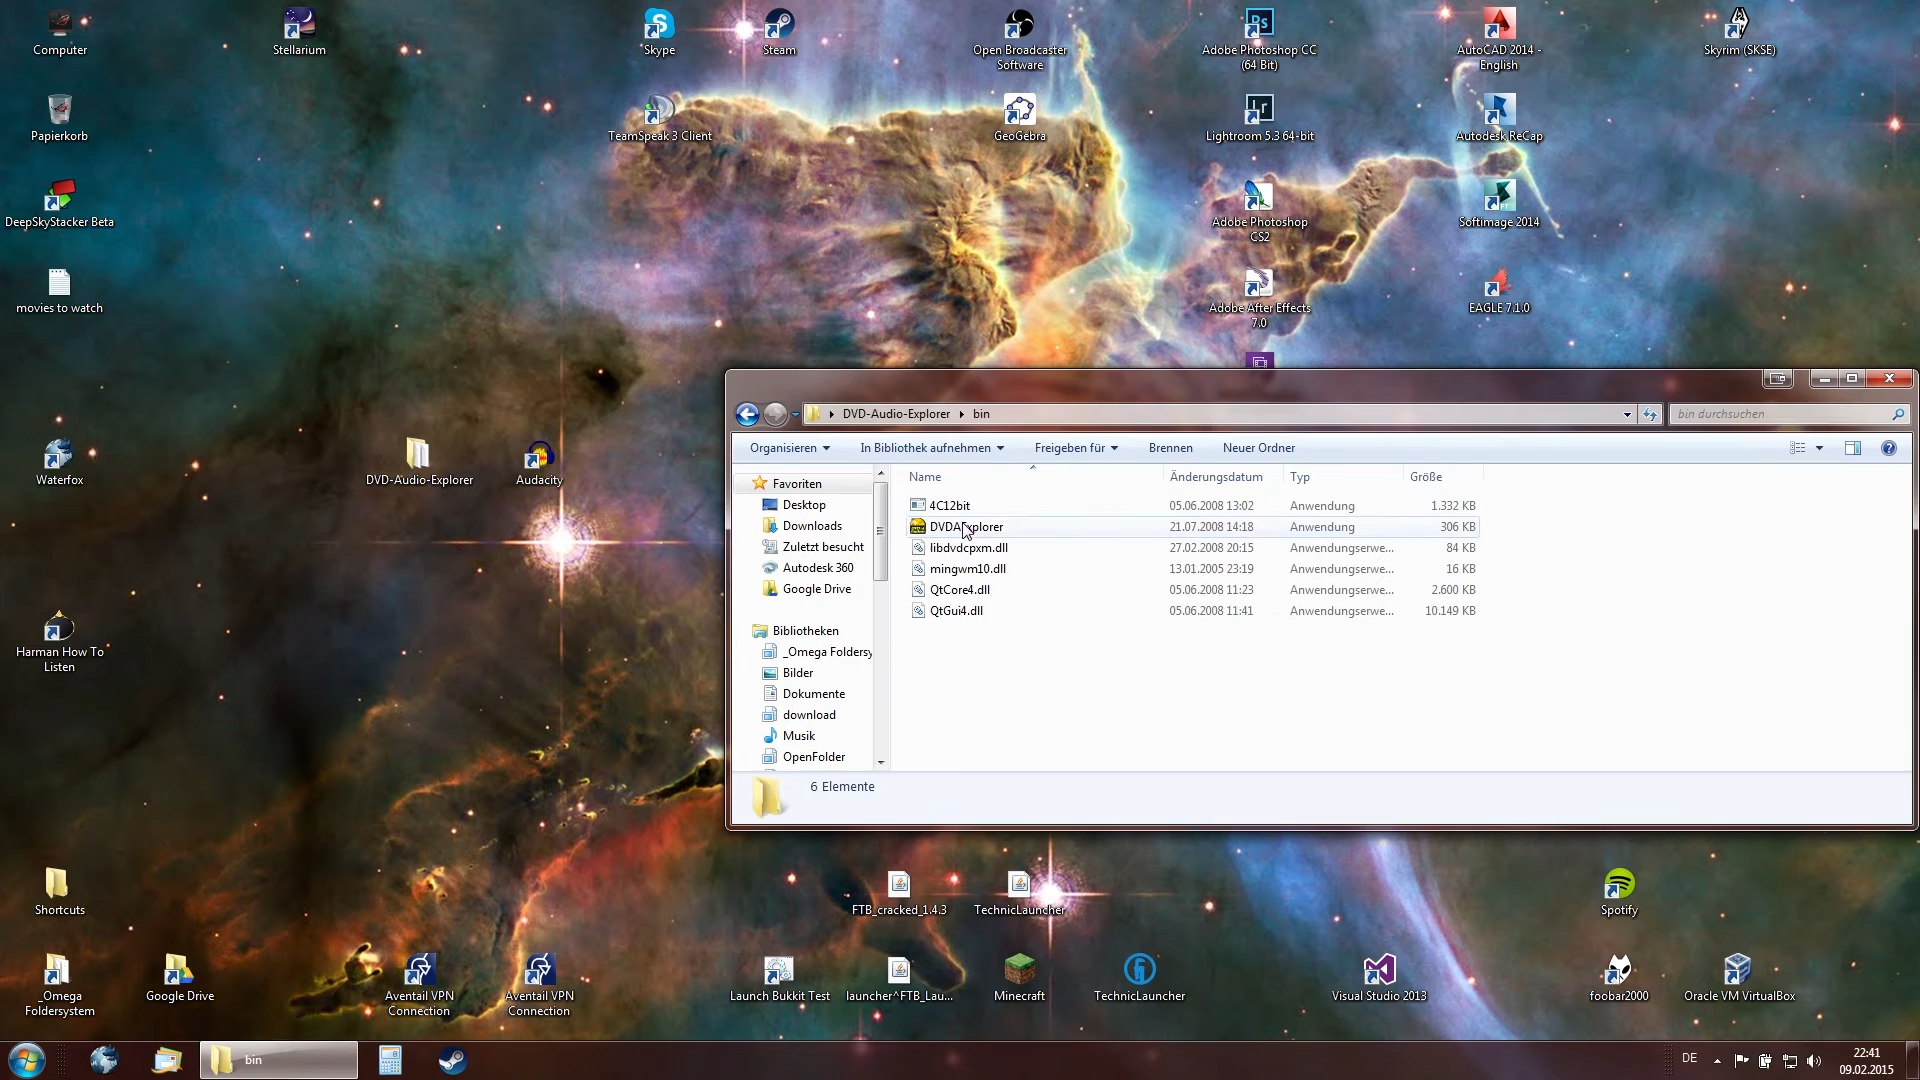 Computer
Stellarium
Skype
Steam
Open Broadcaster
Software
Adobe Photoshop CC
(64 Bit)
AutoCAD 2014 -
English
Skyrim (SKSE)
Papierkorb
TeamSpeak 3 Client
GeoGebra
Lightroom 5.3 64-bit
Autodesk ReCap
DeepSkyStacker Beta
Adobe Photoshop
CS2
Softimage 2014
movies to watch
Adobe After Effects
7.0
EAGLE 7.1.0
Waterfox
DVD-Audio-Explorer
Audacity
Harman How To
Listen
DVD-Audio-Explorer
bin
bin durchsuchen
Organisieren
In Bibliothek aufnehmen
Freigeben für
Brennen
Neuer Ordner
Favoriten
Desktop
Downloads
Zuletzt besucht
Autodesk 360
Google Drive
Bibliotheken
_Omega Foldersy
Bilder
Dokumente
download
Musik
OpenFolder
Name Änderungsdatum Typ Größe
4C12bit 05.06.2008 13:02 Anwendung 1.332 KB
DVDAExplorer 21.07.2008 14:18 Anwendung 306 KB
libdvdcpxm.dll 27.02.2008 20:15 Anwendungserwe... 84 KB
mingwm10.dll 13.01.2005 23:19 Anwendungserwe... 16 KB
QtCore4.dll 05.06.2008 11:23 Anwendungserwe... 2.600 KB
QtGui4.dll 05.06.2008 11:41 Anwendungserwe... 10.149 KB
6 Elemente
Shortcuts
FTB_cracked_1.4.3
TechnicLauncher
Spotify
_Omega
Foldersystem
Google Drive
Aventail VPN
Connection
Aventail VPN
Connection
Launch Bukkit Test
launcher^FTB_Lau...
Minecraft
TechnicLauncher
Visual Studio 2013
foobar2000
Oracle VM VirtualBox
bin
DE
22:41
09.02.2015
Ps
Lr